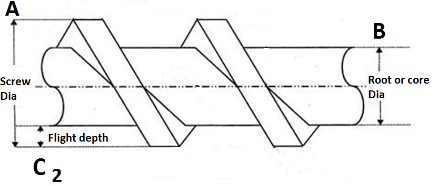 A
B
Screw
Dia
Root or core
Dia
Flight depth
C 2